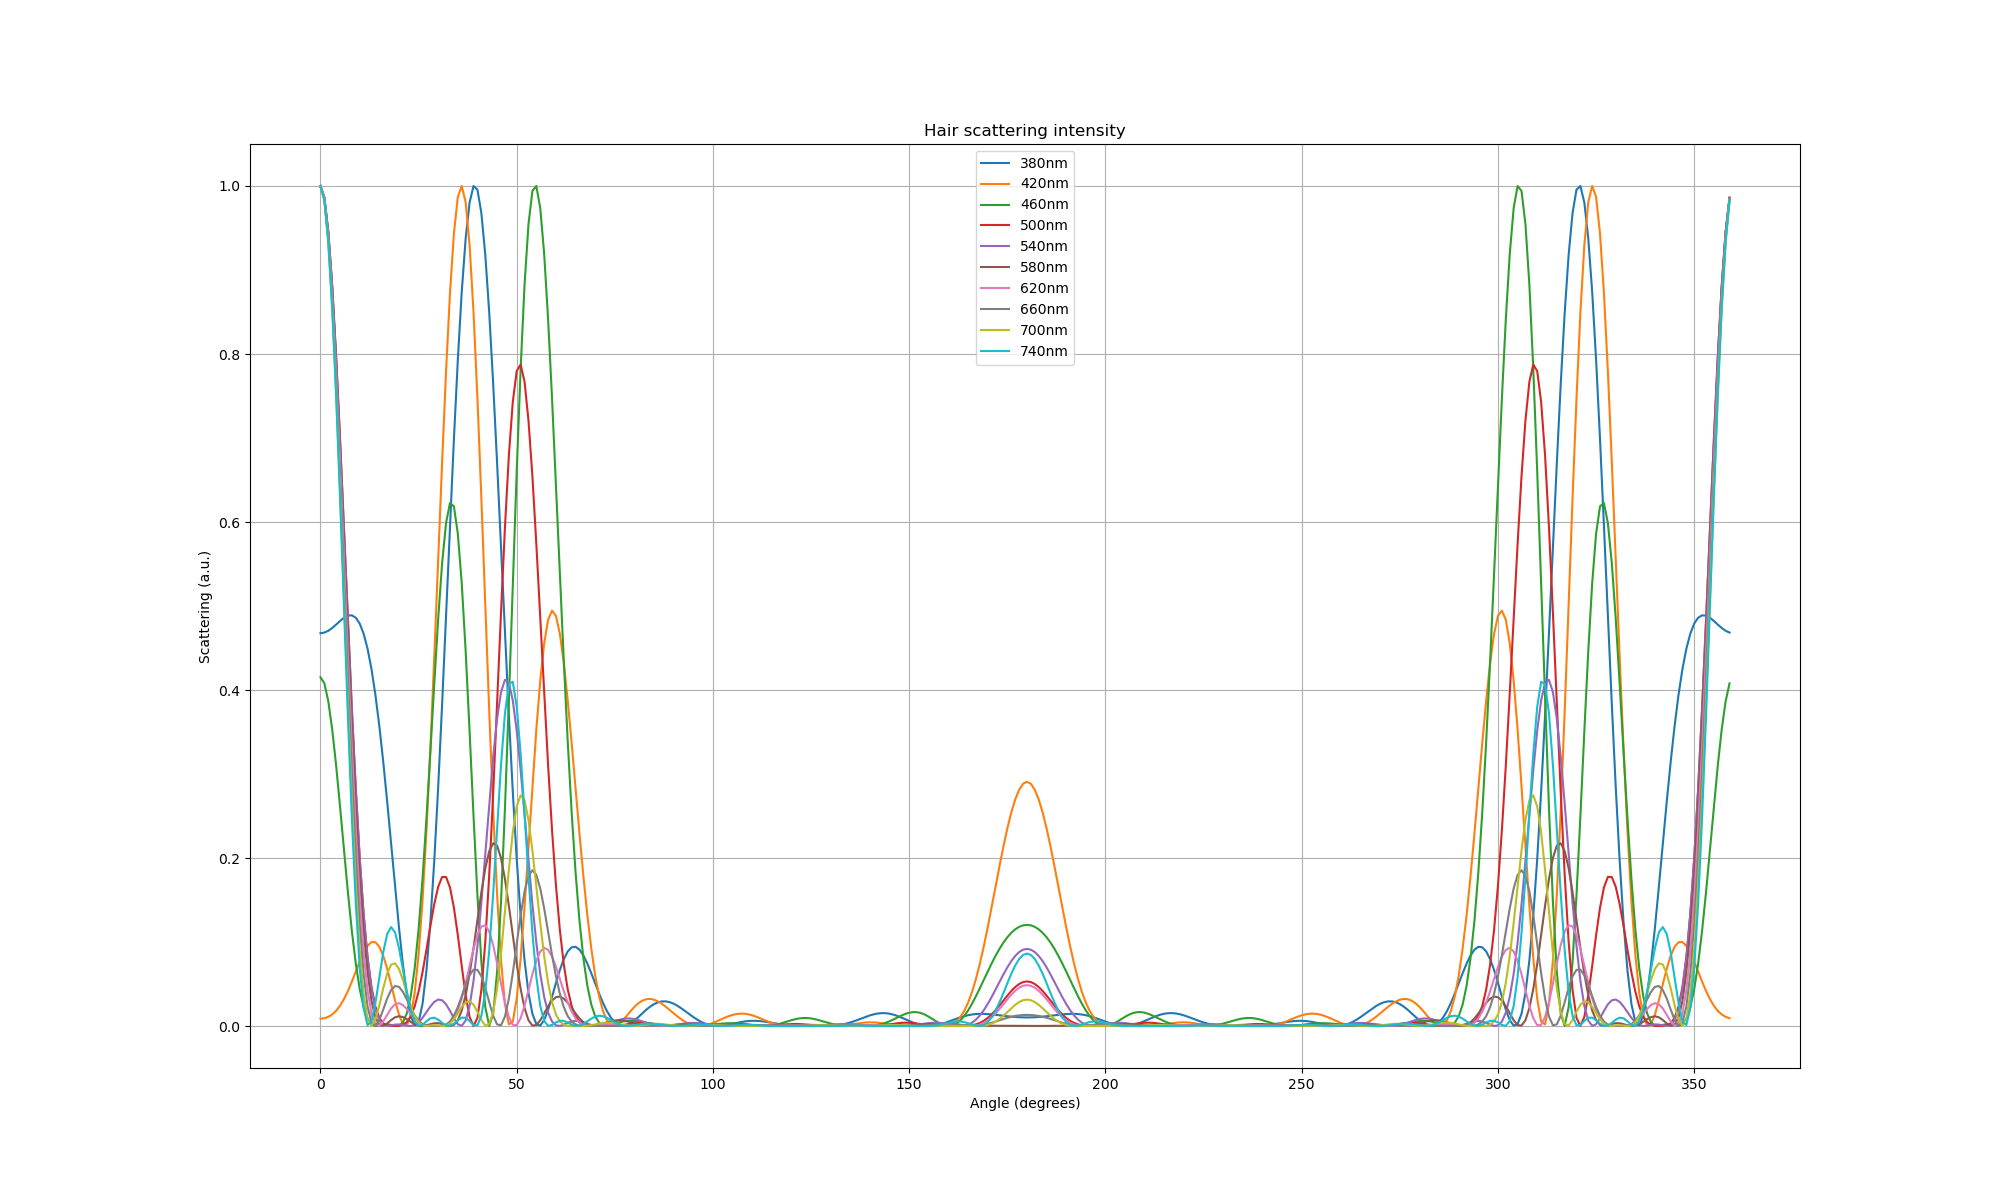 Hair scattering intensity
380nm
420nm
460nm
500nm
540nm
580nm
620nm
660nm
700nm
740nm
Scattering (a.u.)
1.0
0.8
0.6
0.4
0.2
0.0
0 50 100 150 200 250 300 350
Angle (degrees)